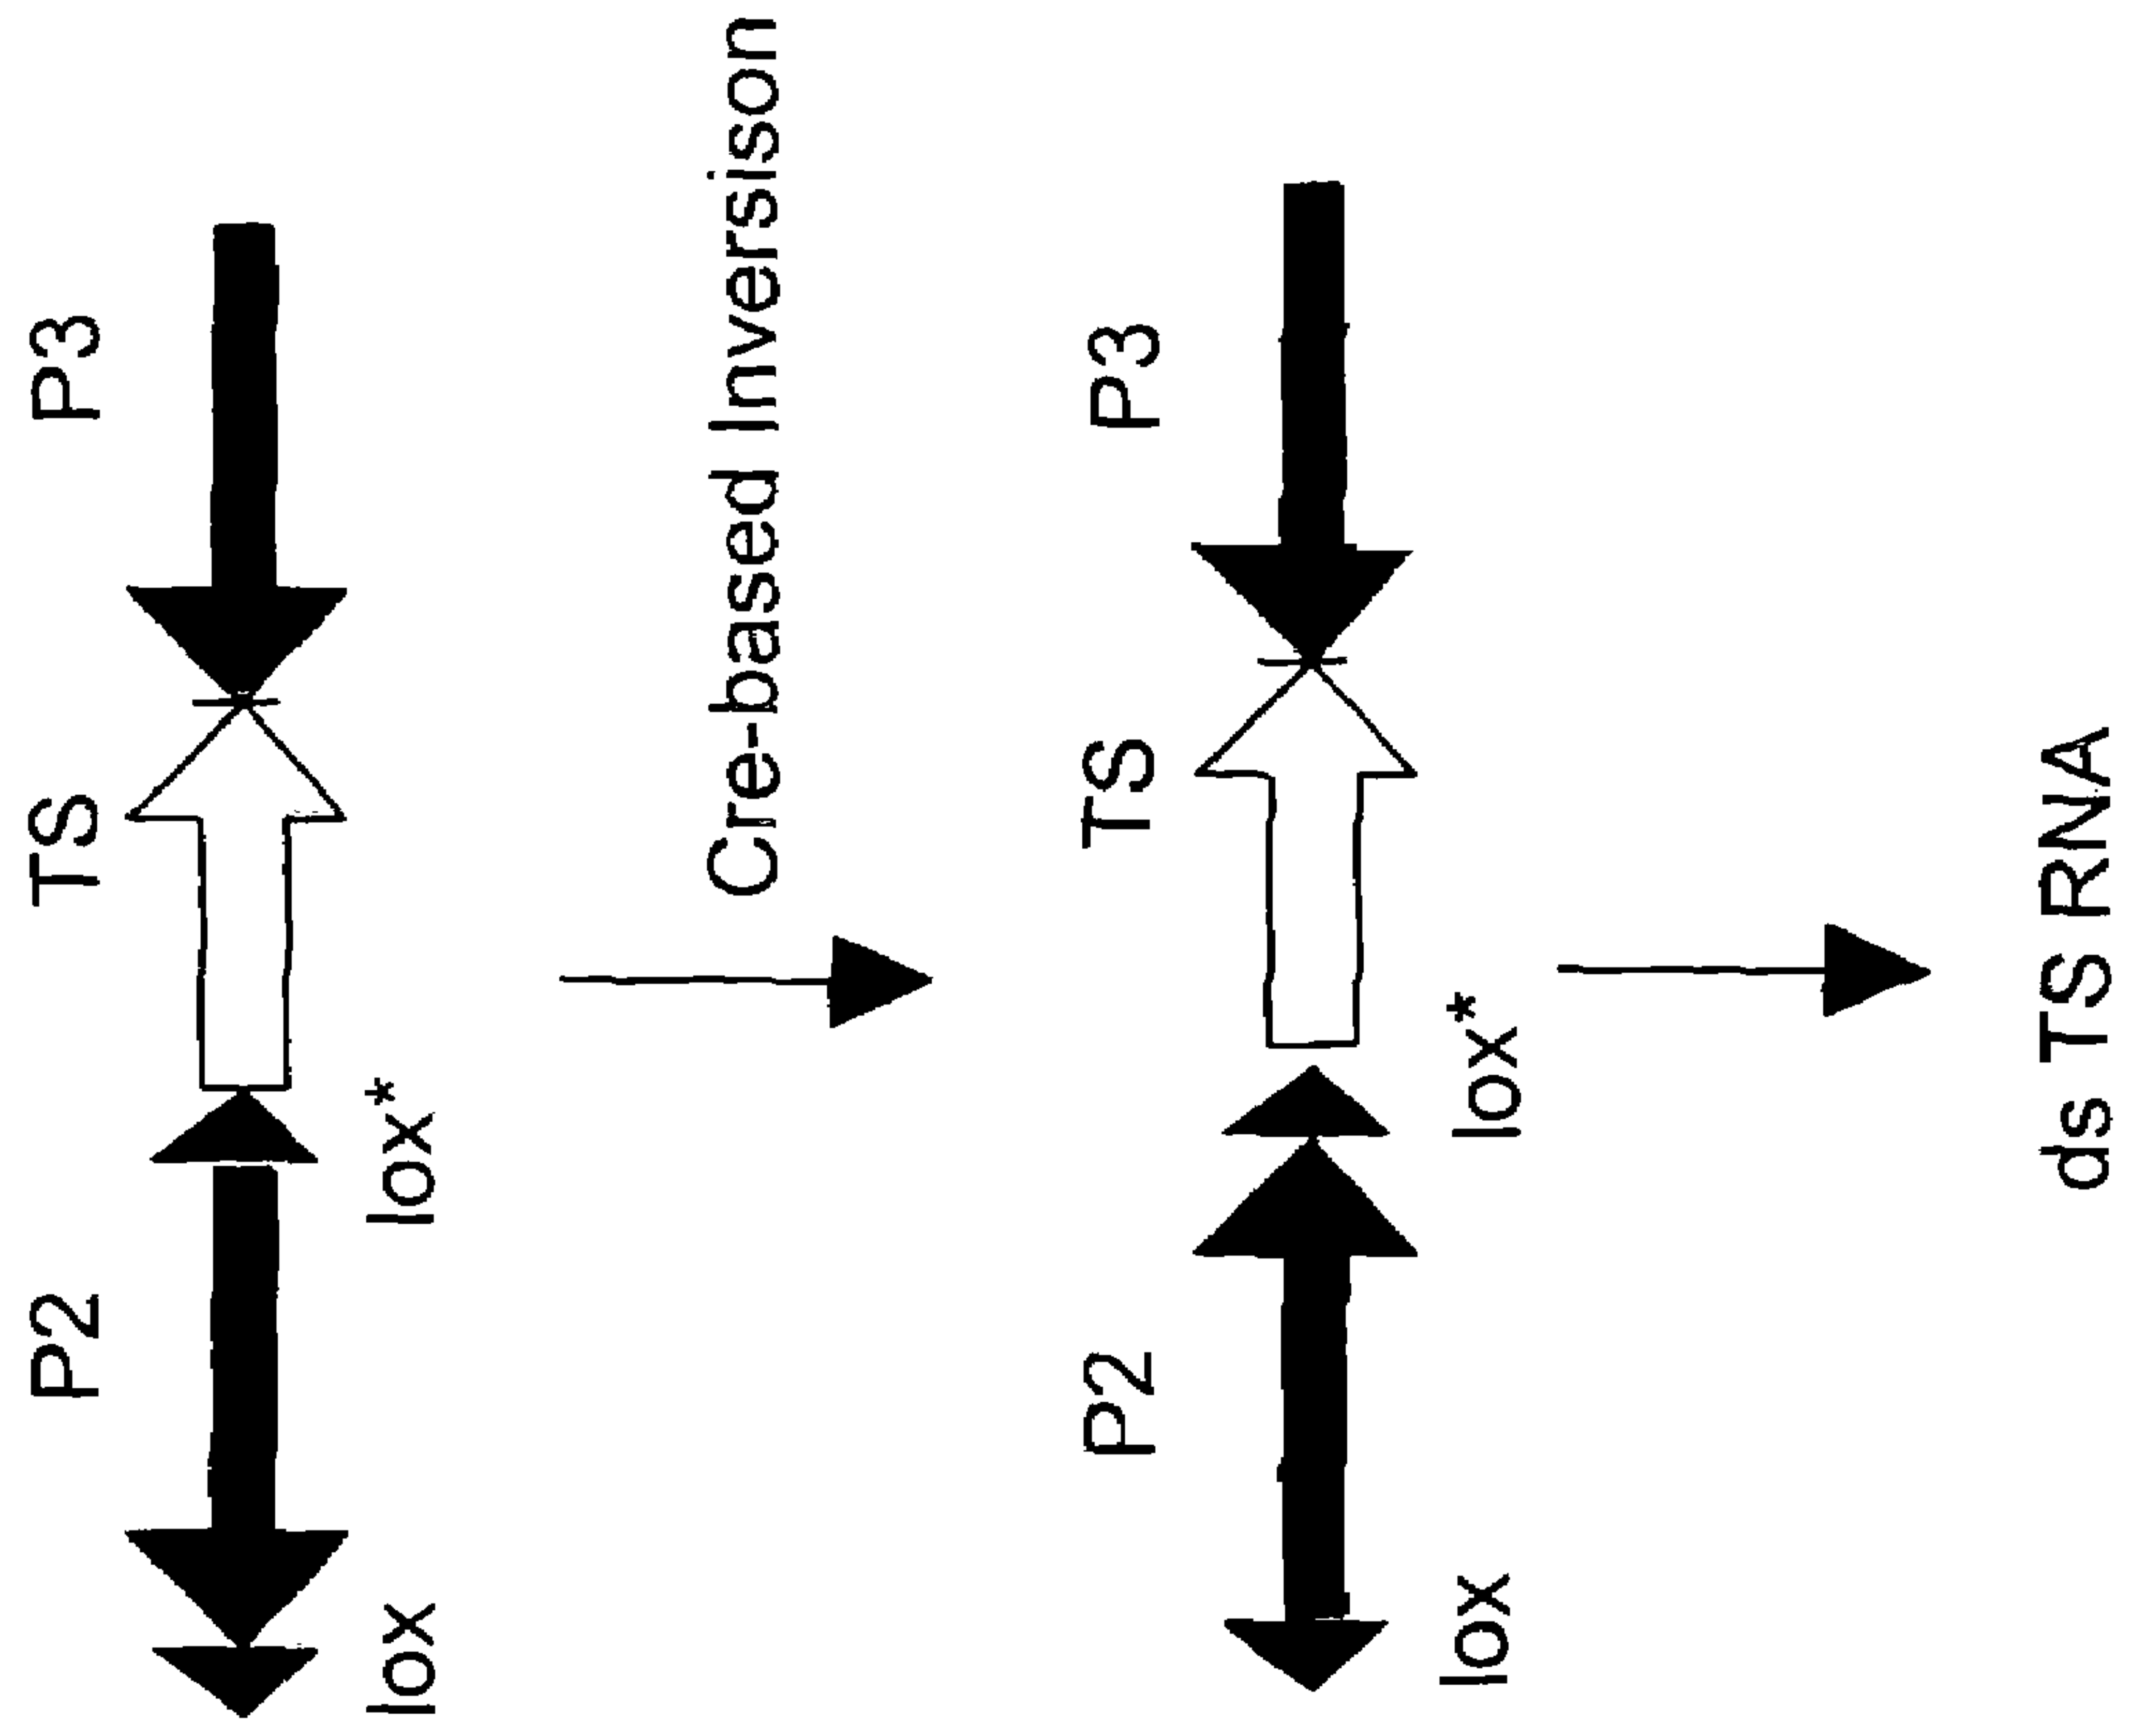 P2 TS P3
lox lox*
Cre-based Inversison
P2 TS P3
lox lox*
ds TS RNA